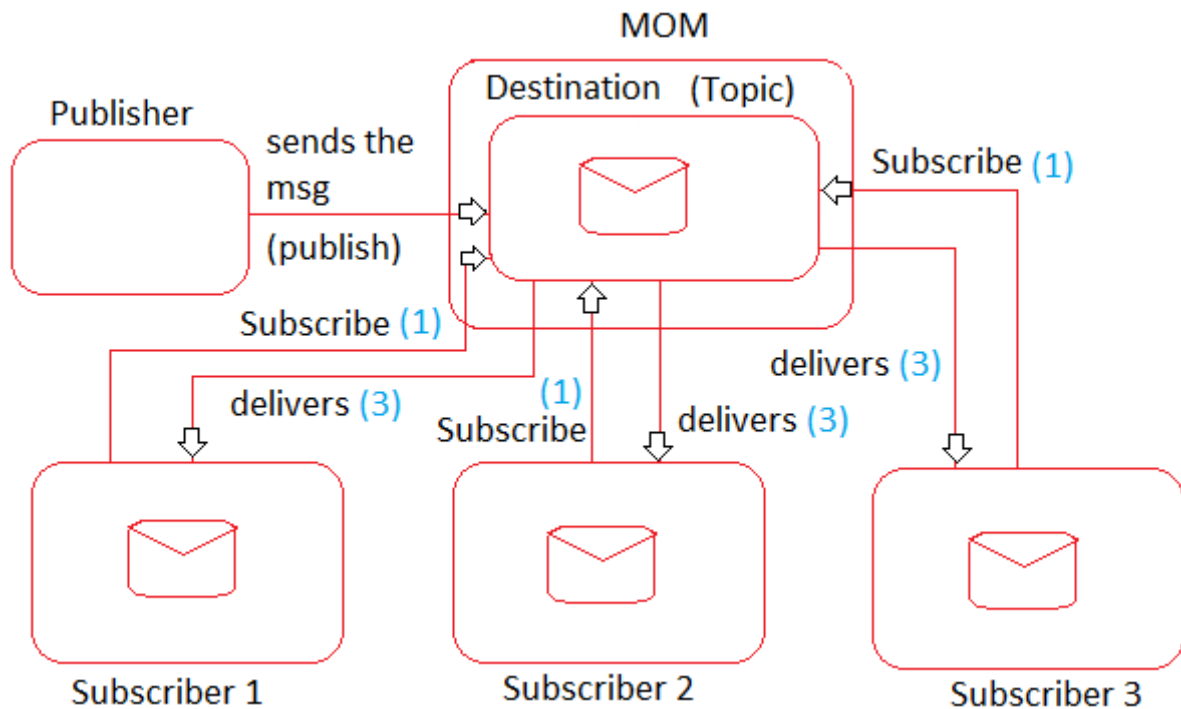 MOM
Destination (Topic)
Publisher
sends the
msg
(publish)
Subscribe (1)
Subscribe (1)
delivers (3)
(1)
Subscribe
delivers (3)
delivers (3)
Subscriber 1
Subscriber 2
Subscriber 3